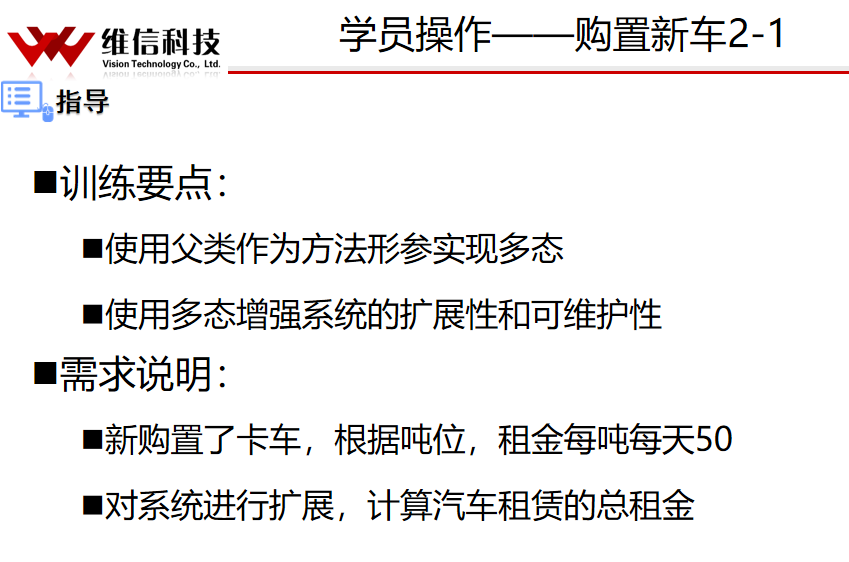 维信科技
Vision Technology Co., Ltd.
学员操作——购置新车2-1
指导
■训练要点：
■使用父类作为方法形参实现多态
■使用多态增强系统的扩展性和可维护性
■需求说明：
■新购置了卡车，根据吨位，租金每吨每天50
■对系统进行扩展，计算汽车租赁的总租金